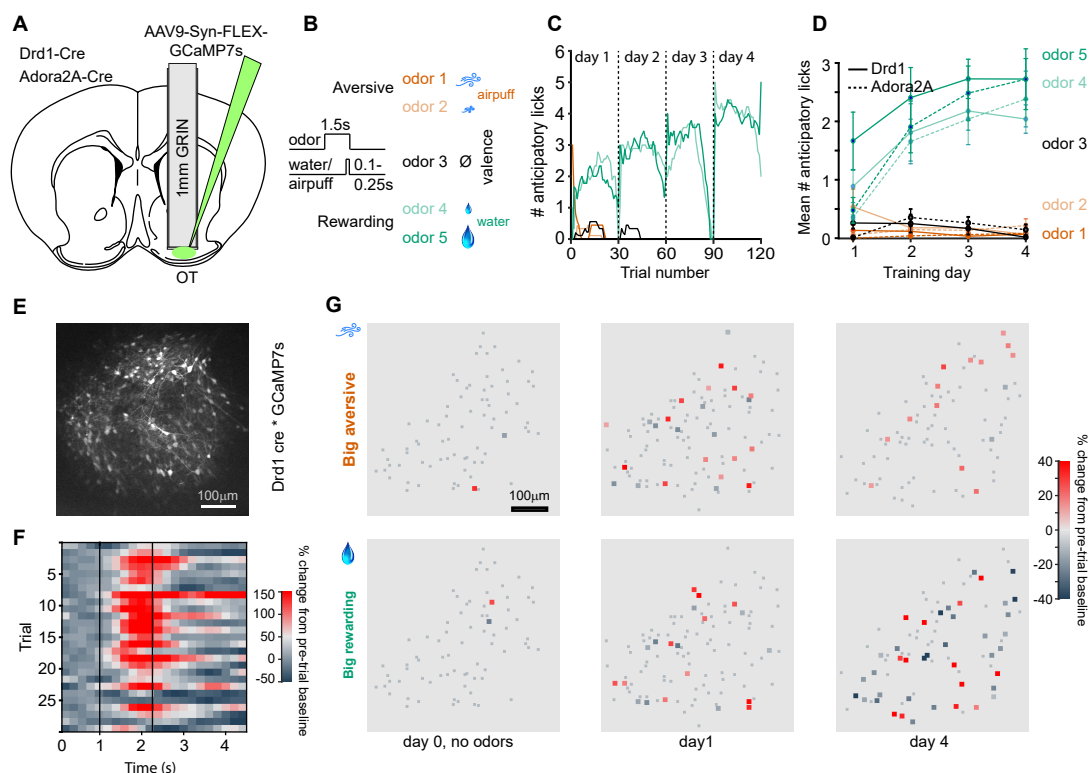 A
Drd1-Cre
Adora2A-Cre
AAV9-Syn-FLEX-
GCaMP7s
1mm GRIN
OT
B
Aversive
odor 1
odor 2
airpuff
1.5s
odor
water/
airpuff
0.1-
0.25s
odor 3
Ø
valence
Rewarding
odor 4
odor 5
water
C
# anticipatory licks
6
5
4
3
2
1
0
day 1
day 2
day 3
day 4
0
30
60
90
120
Trial number
D
Mean # anticipatory licks
3
2
1
0
Drd1
Adora2A
1
2
3
4
Training day
odor 5
odor 4
odor 3
odor 2
odor 1
E
100μm
Drd1 cre * GCaMP7s
F
Trial
5
10
15
20
25
0
1
2
3
4
Time (s)
150
100
50
0
-50
% change from pre-trial baseline
G
Big aversive
100μm
Big rewarding
day 0, no odors
day1
day 4
40
20
0
-20
-40
% change from pre-trial baseline